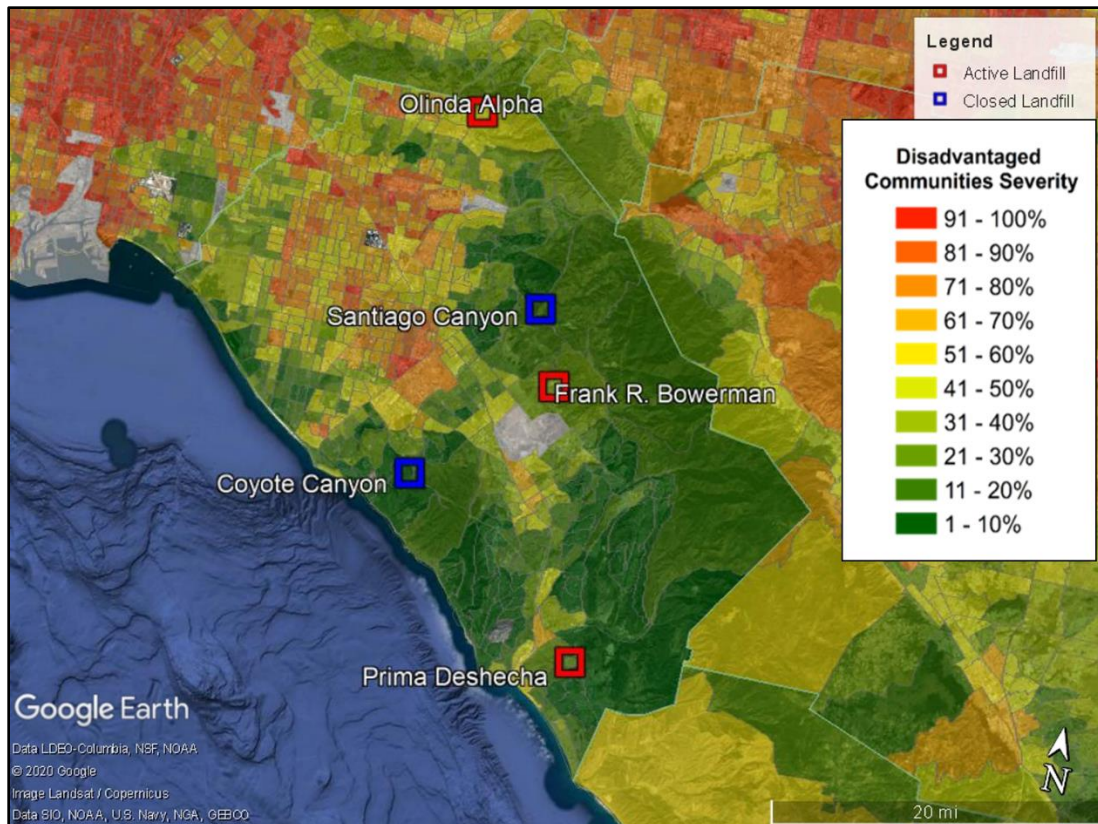 Legend
Active Landfill
Closed Landfill
Disadvantaged
Communities Severity
91 - 100%
81 - 90%
71 - 80%
61 - 70%
51 - 60%
41 - 50%
31 - 40%
21 - 30%
11 - 20%
1 - 10%
Olinda Alpha
Santiago Canyon
Frank R. Bowerman
Coyote Canyon
Prima Deshecha
Google Earth
Data LDEO-Columbia, NSF, NOAA
© 2020 Google
Image Landsat / Copernicus
Data SIO, NOAA, U.S. Navy, NGA, GEBCO
N
20 mi